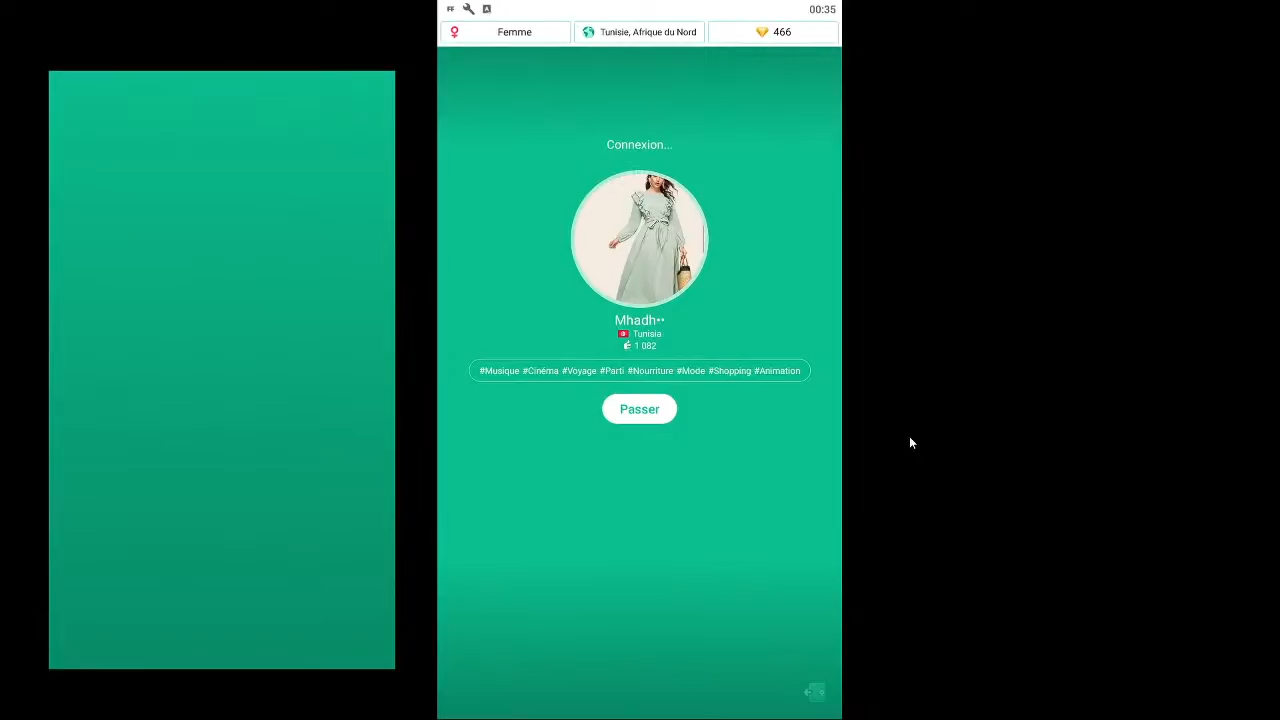 00:35
Femme
Tunisie, Afrique du Nord
466
Connexion...
Mhadh••
Tunisia
1 082
#Musique #Cinéma #Voyage #Parti #Nourriture #Mode #Shopping #Animation
Passer